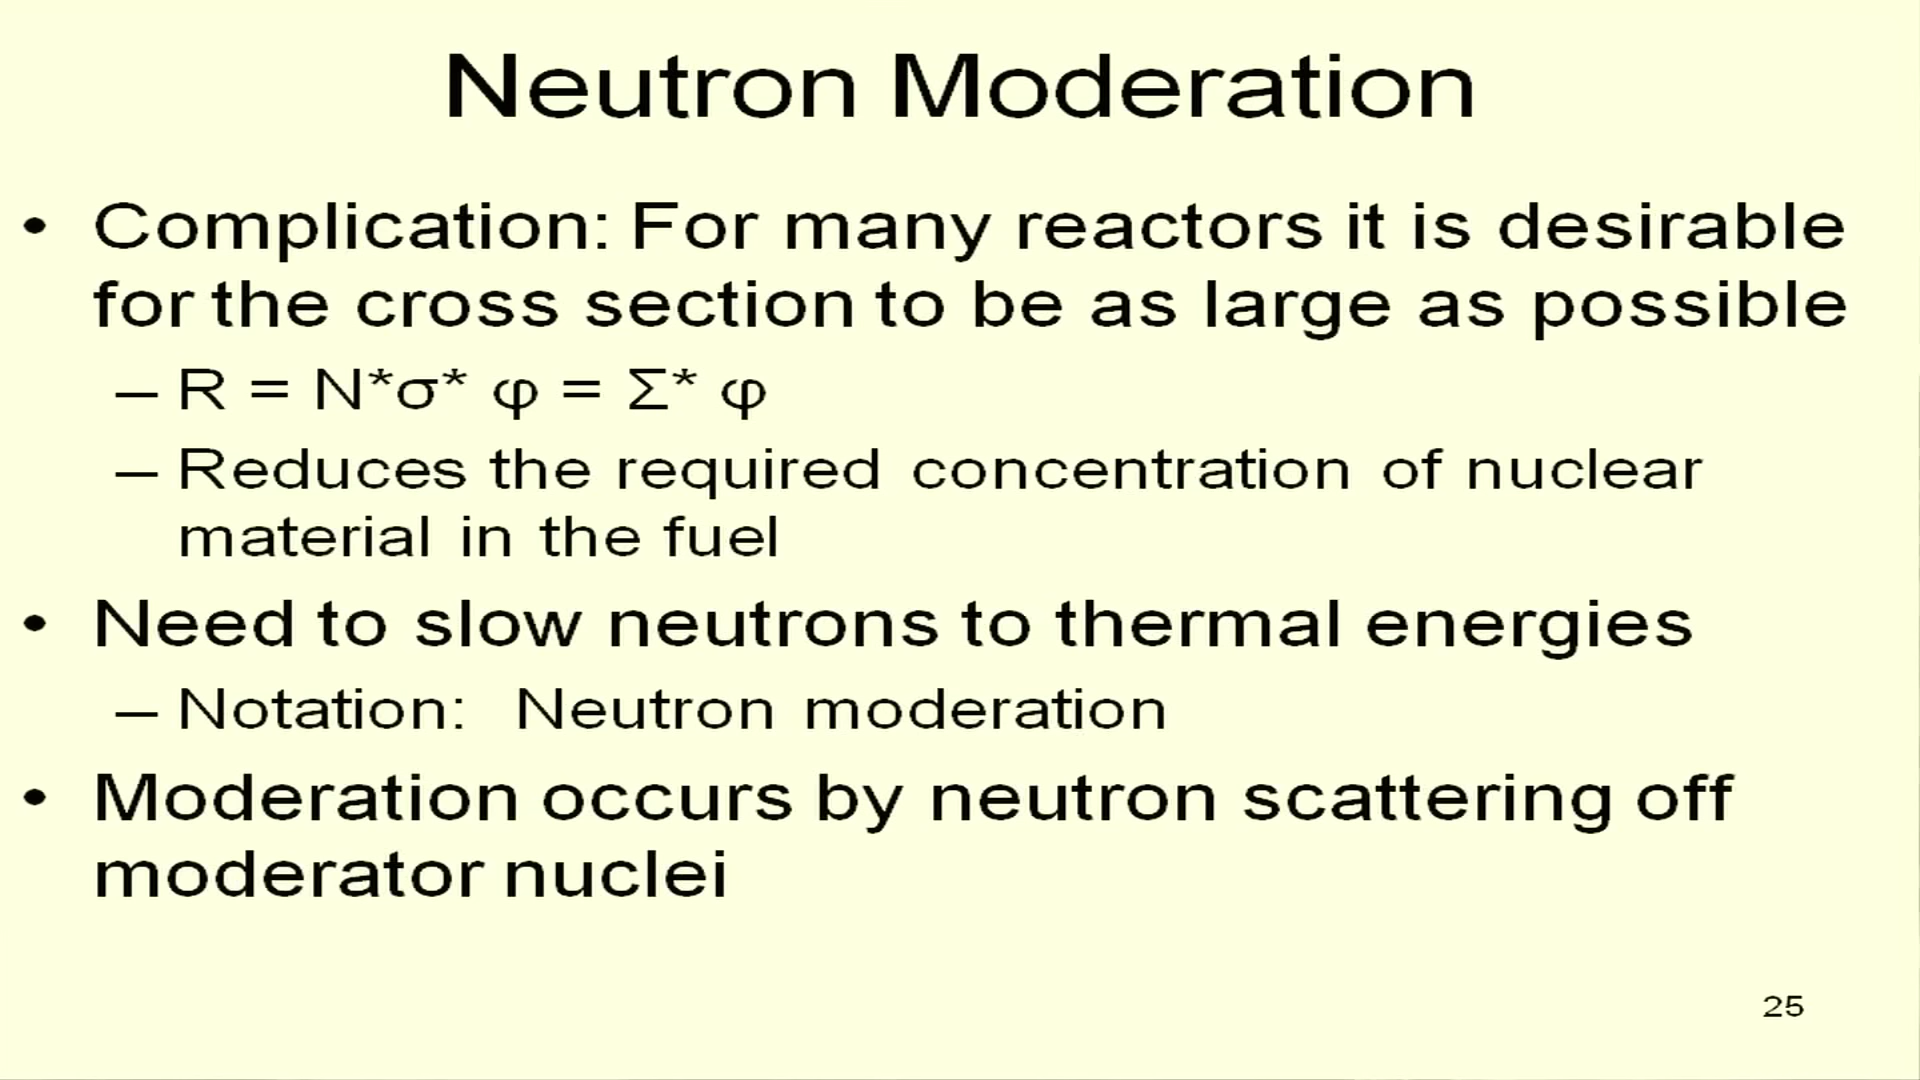 Neutron Moderation
• Complication: For many reactors it is desirable
for the cross section to be as large as possible
– R = N*σ* φ = Σ* φ
– Reduces the required concentration of nuclear
material in the fuel
• Need to slow neutrons to thermal energies
– Notation: Neutron moderation
• Moderation occurs by neutron scattering off
moderator nuclei
25